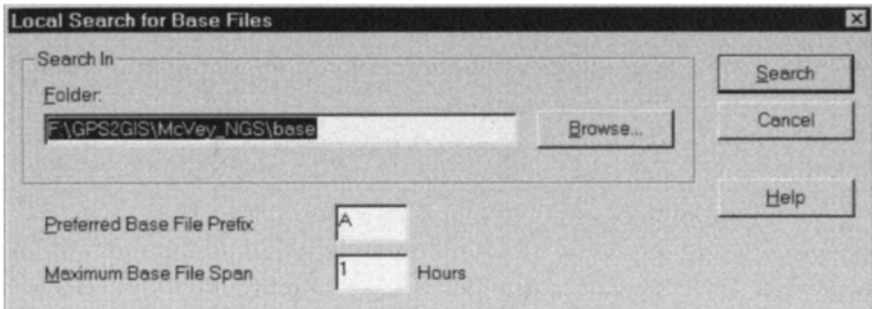 Local Search for Base Files
Search In
Folder:
F:\GPS2GIS\McVey_NGS\base
Browse...
Search
Cancel
Help
Preferred Base File Prefix
A
Maximum Base File Span
1 Hours